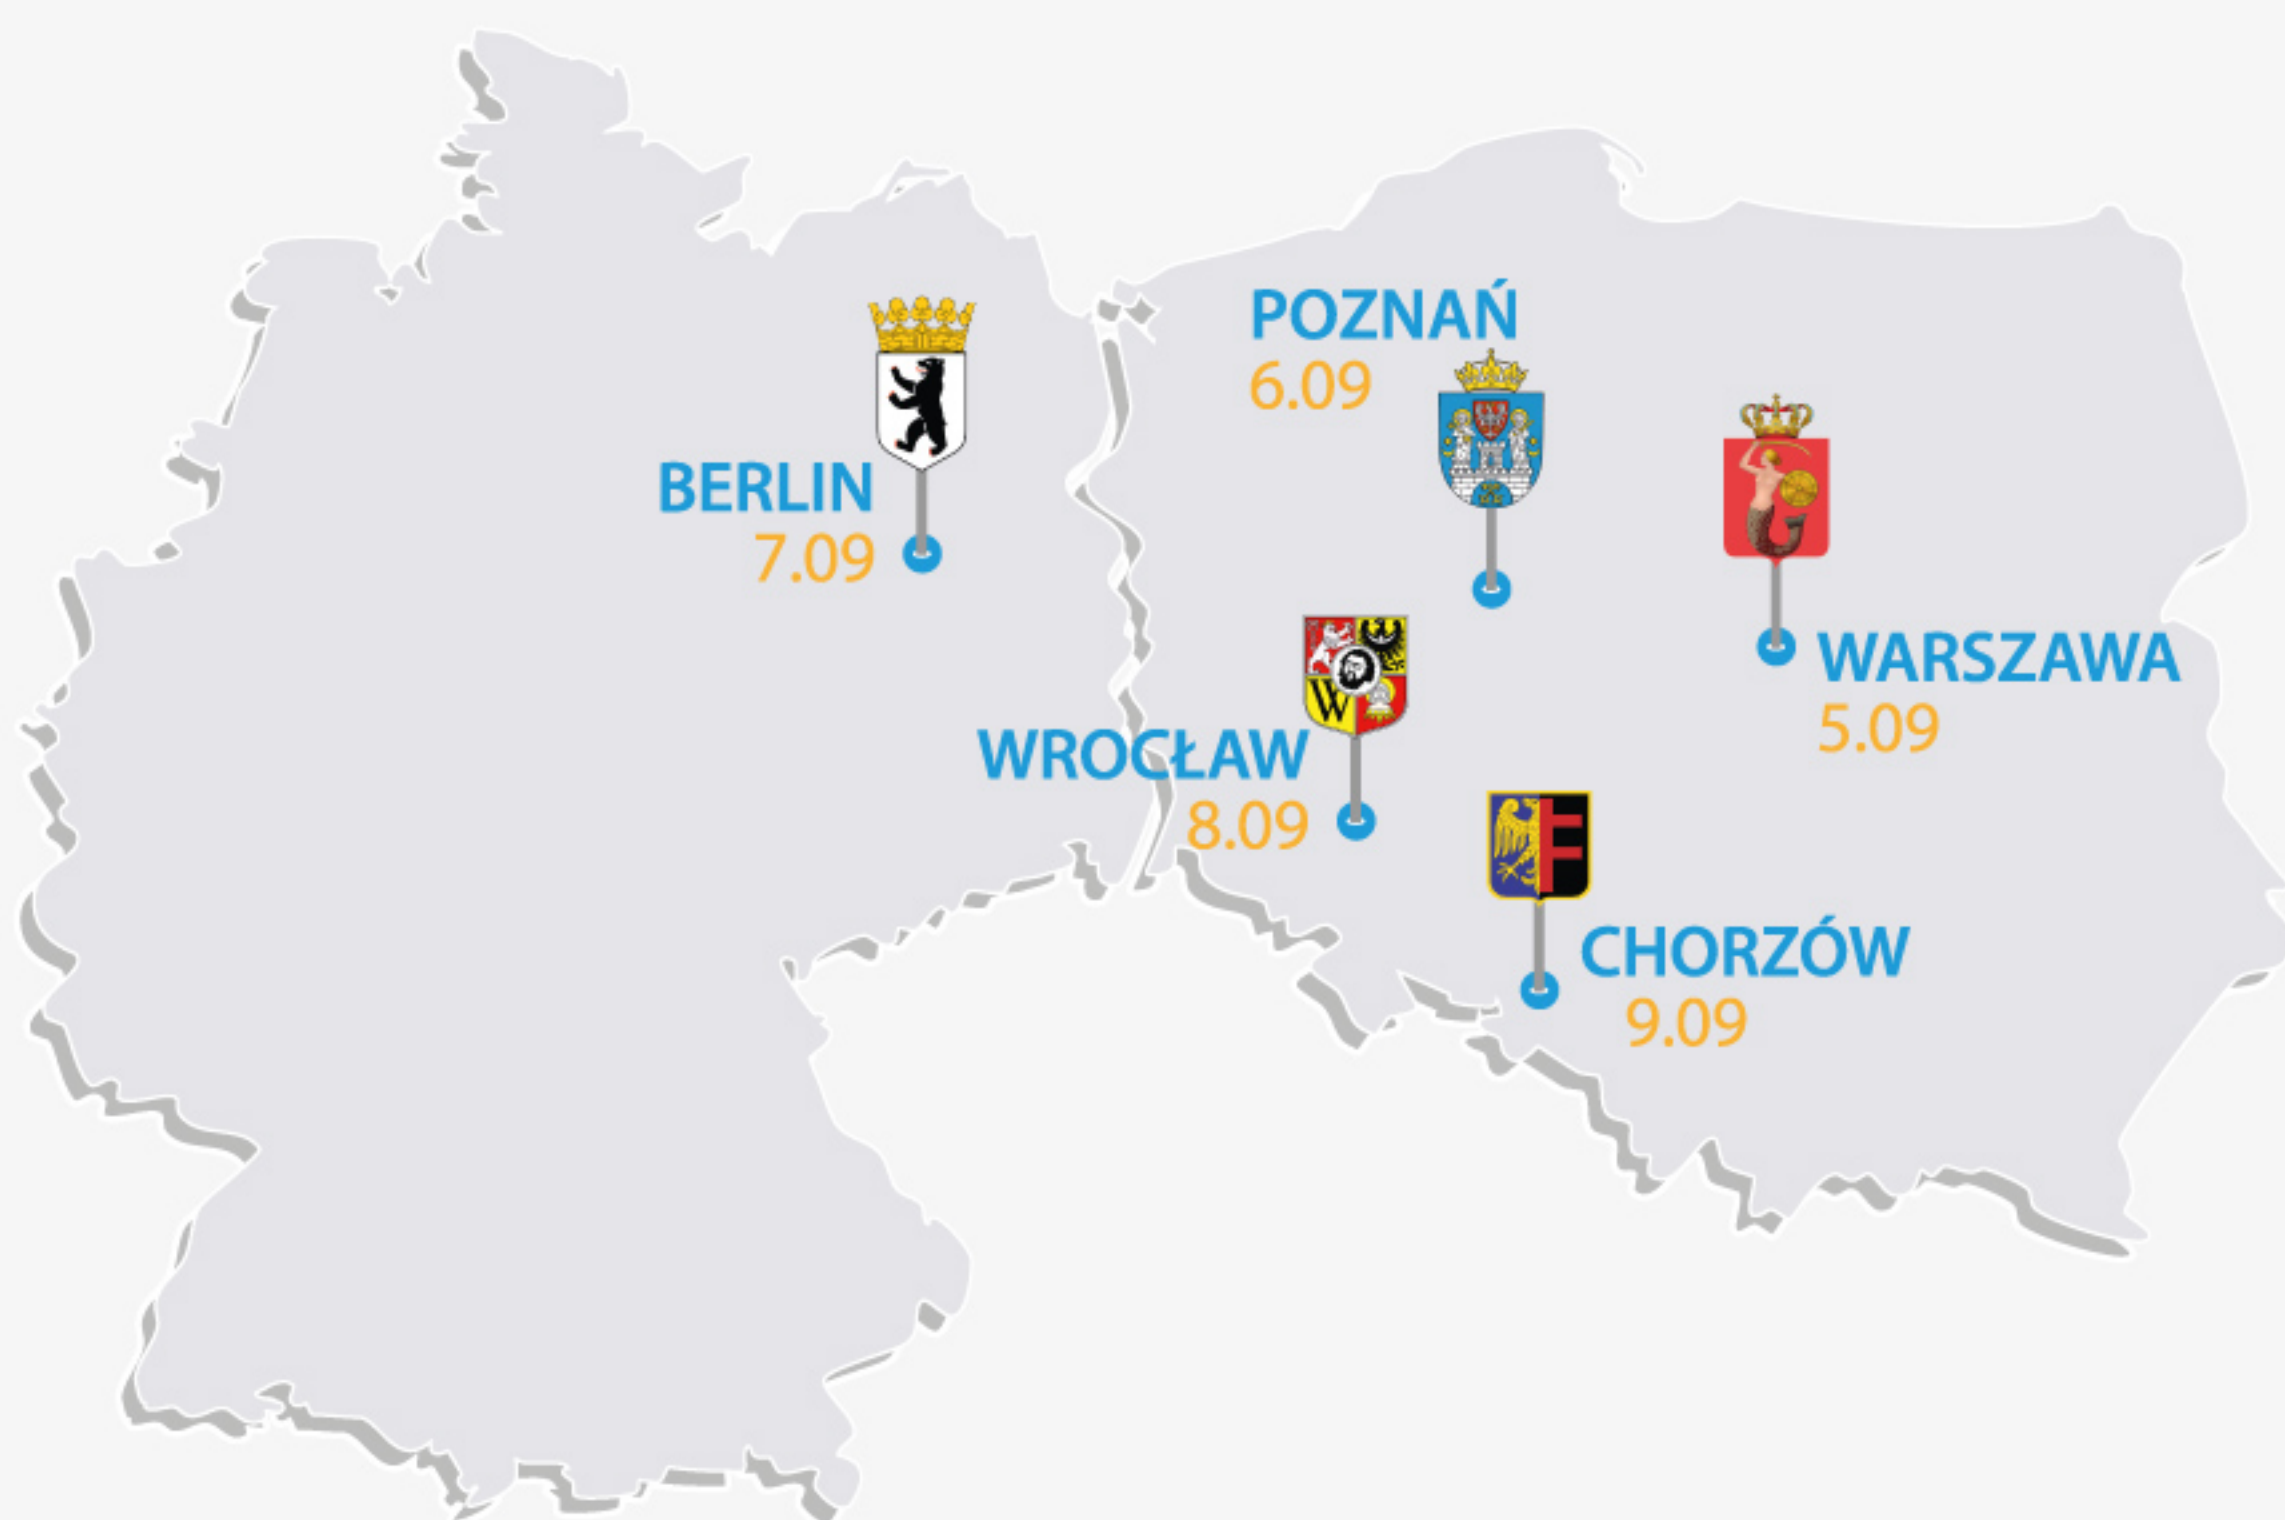 POZNAŃ
6.09
BERLIN
7.09
WARSZAWA
5.09
W
WROCŁAW
8.09
CHORZÓW
9.09